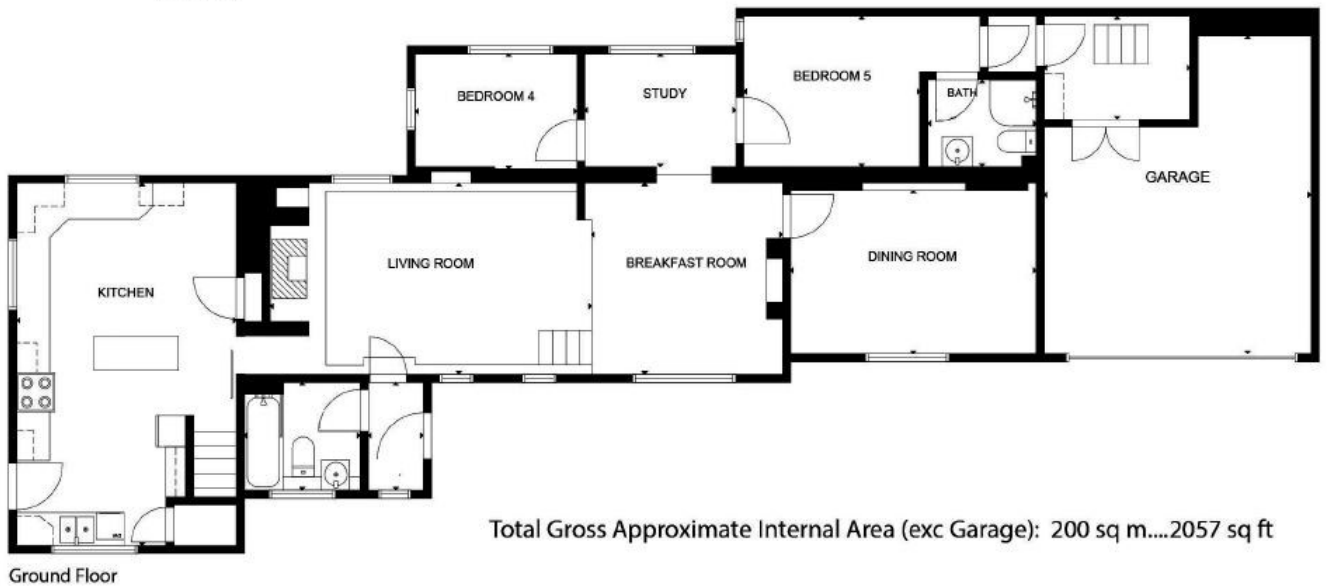 BEDROOM 4
STUDY
BEDROOM 5
BATH
GARAGE
KITCHEN
LIVING ROOM
BREAKFAST ROOM
DINING ROOM
Total Gross Approximate Internal Area (exc Garage): 200 sq m....2057 sq ft
Ground Floor